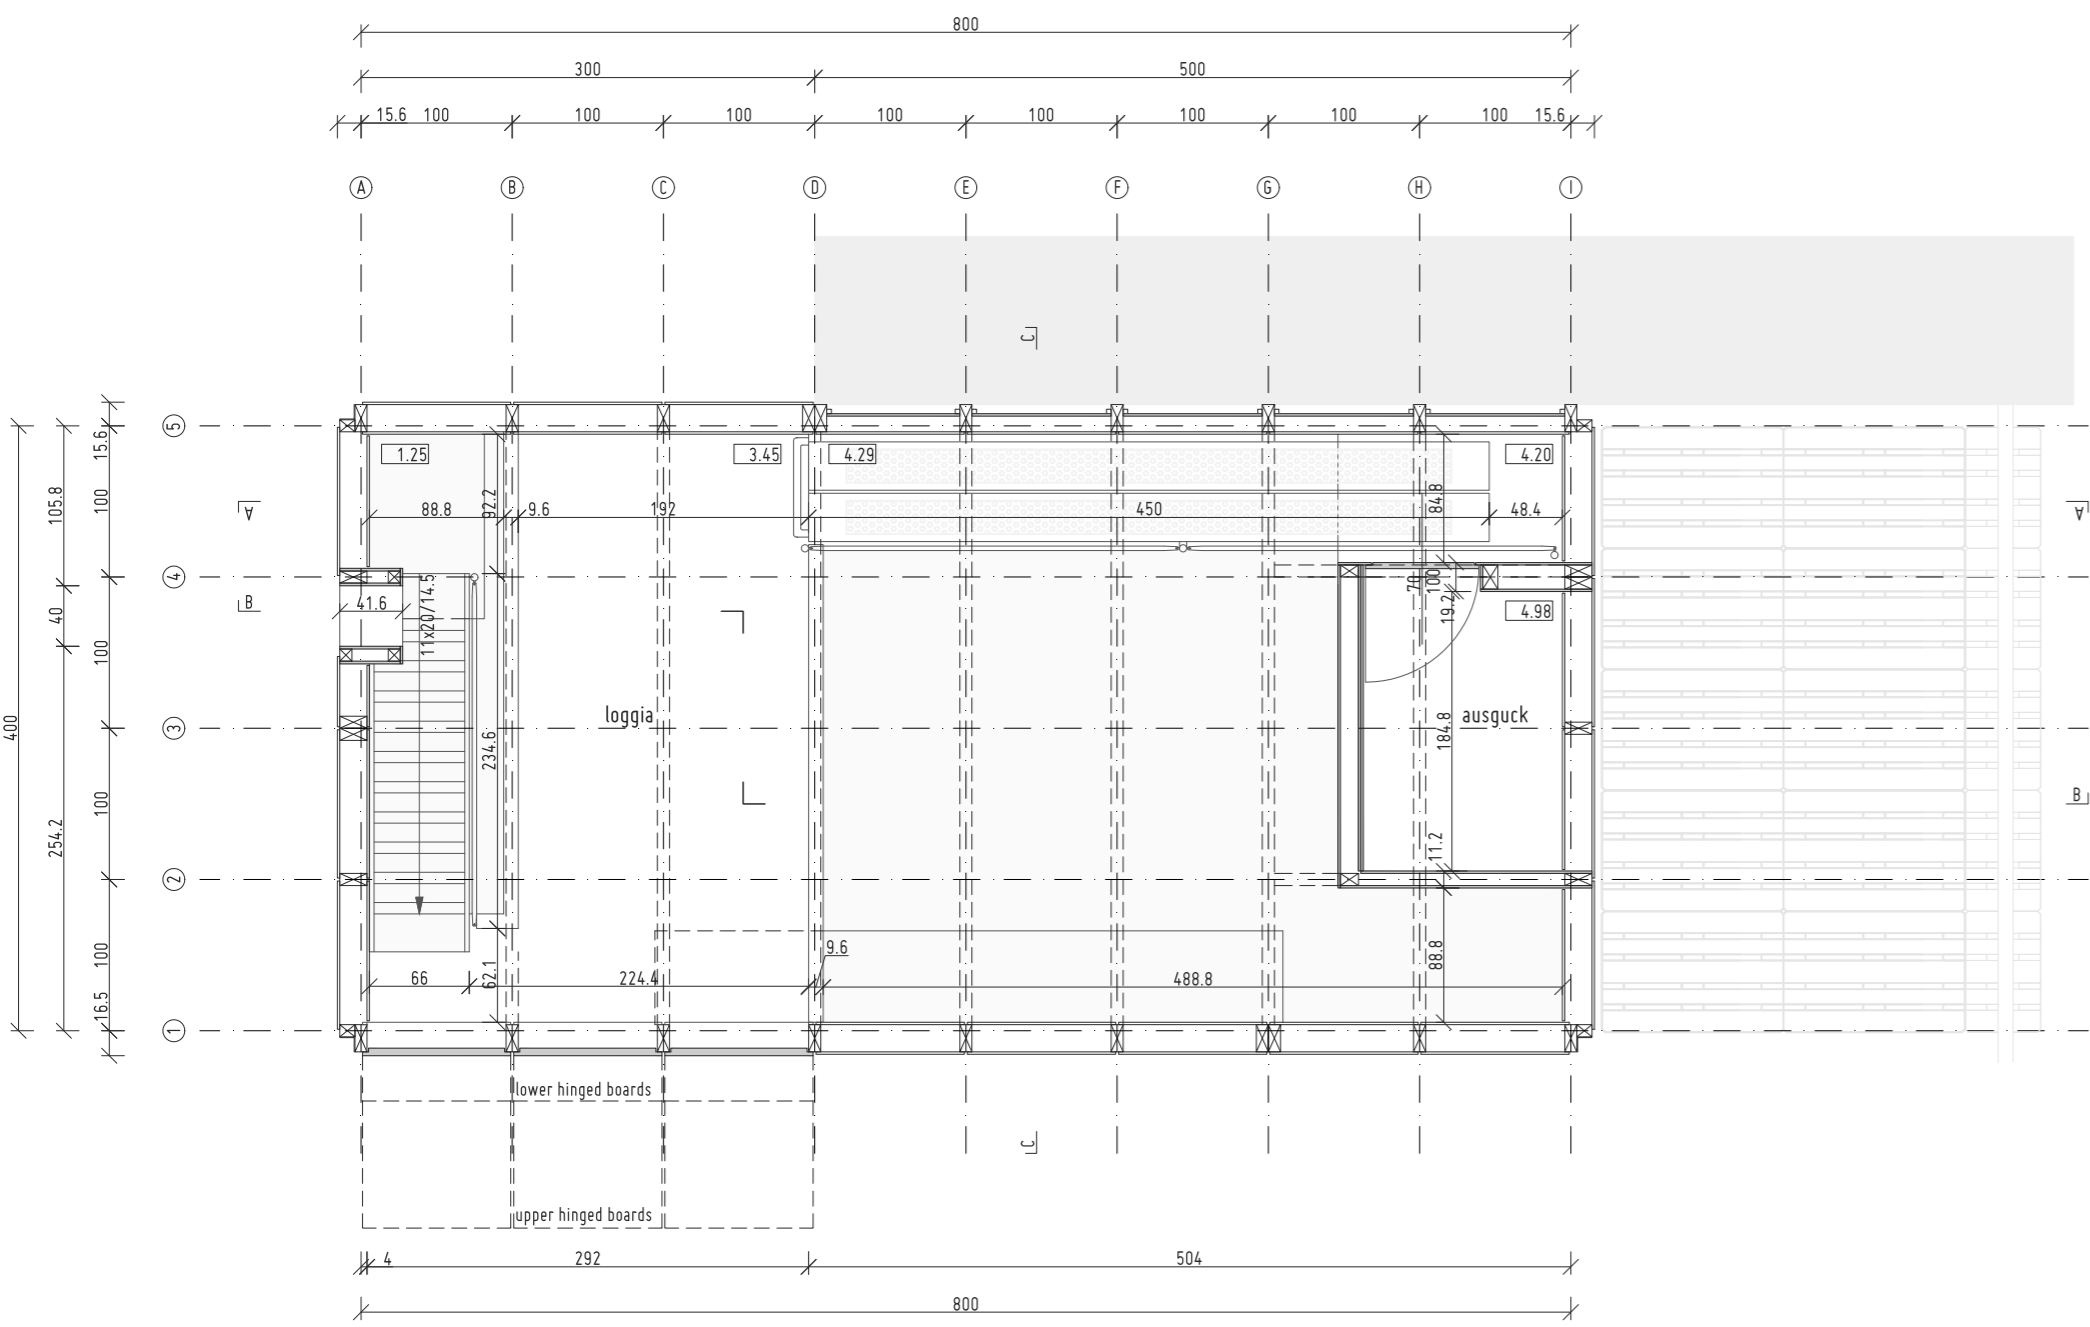 800
300 500
15.6 100 100 100 100 100 100 100 100 15.6
A B C D E F G H I
C
5
15.6
1.25 3.45 4.29 4.20
A 105.8 100 88.8 92.2 9.6 192 450 84.8 48.4 A
4
B 40 41.6 11x20/14.5 70 100 19.2 4.98
100
400 3 loggia ausguck
234.6 184.8
254.2 100 B
11.2
2
100 9.6 88.8
66 62.1 224.4 488.8
16.5
1
lower hinged boards
C
upper hinged boards
4 292 504
800